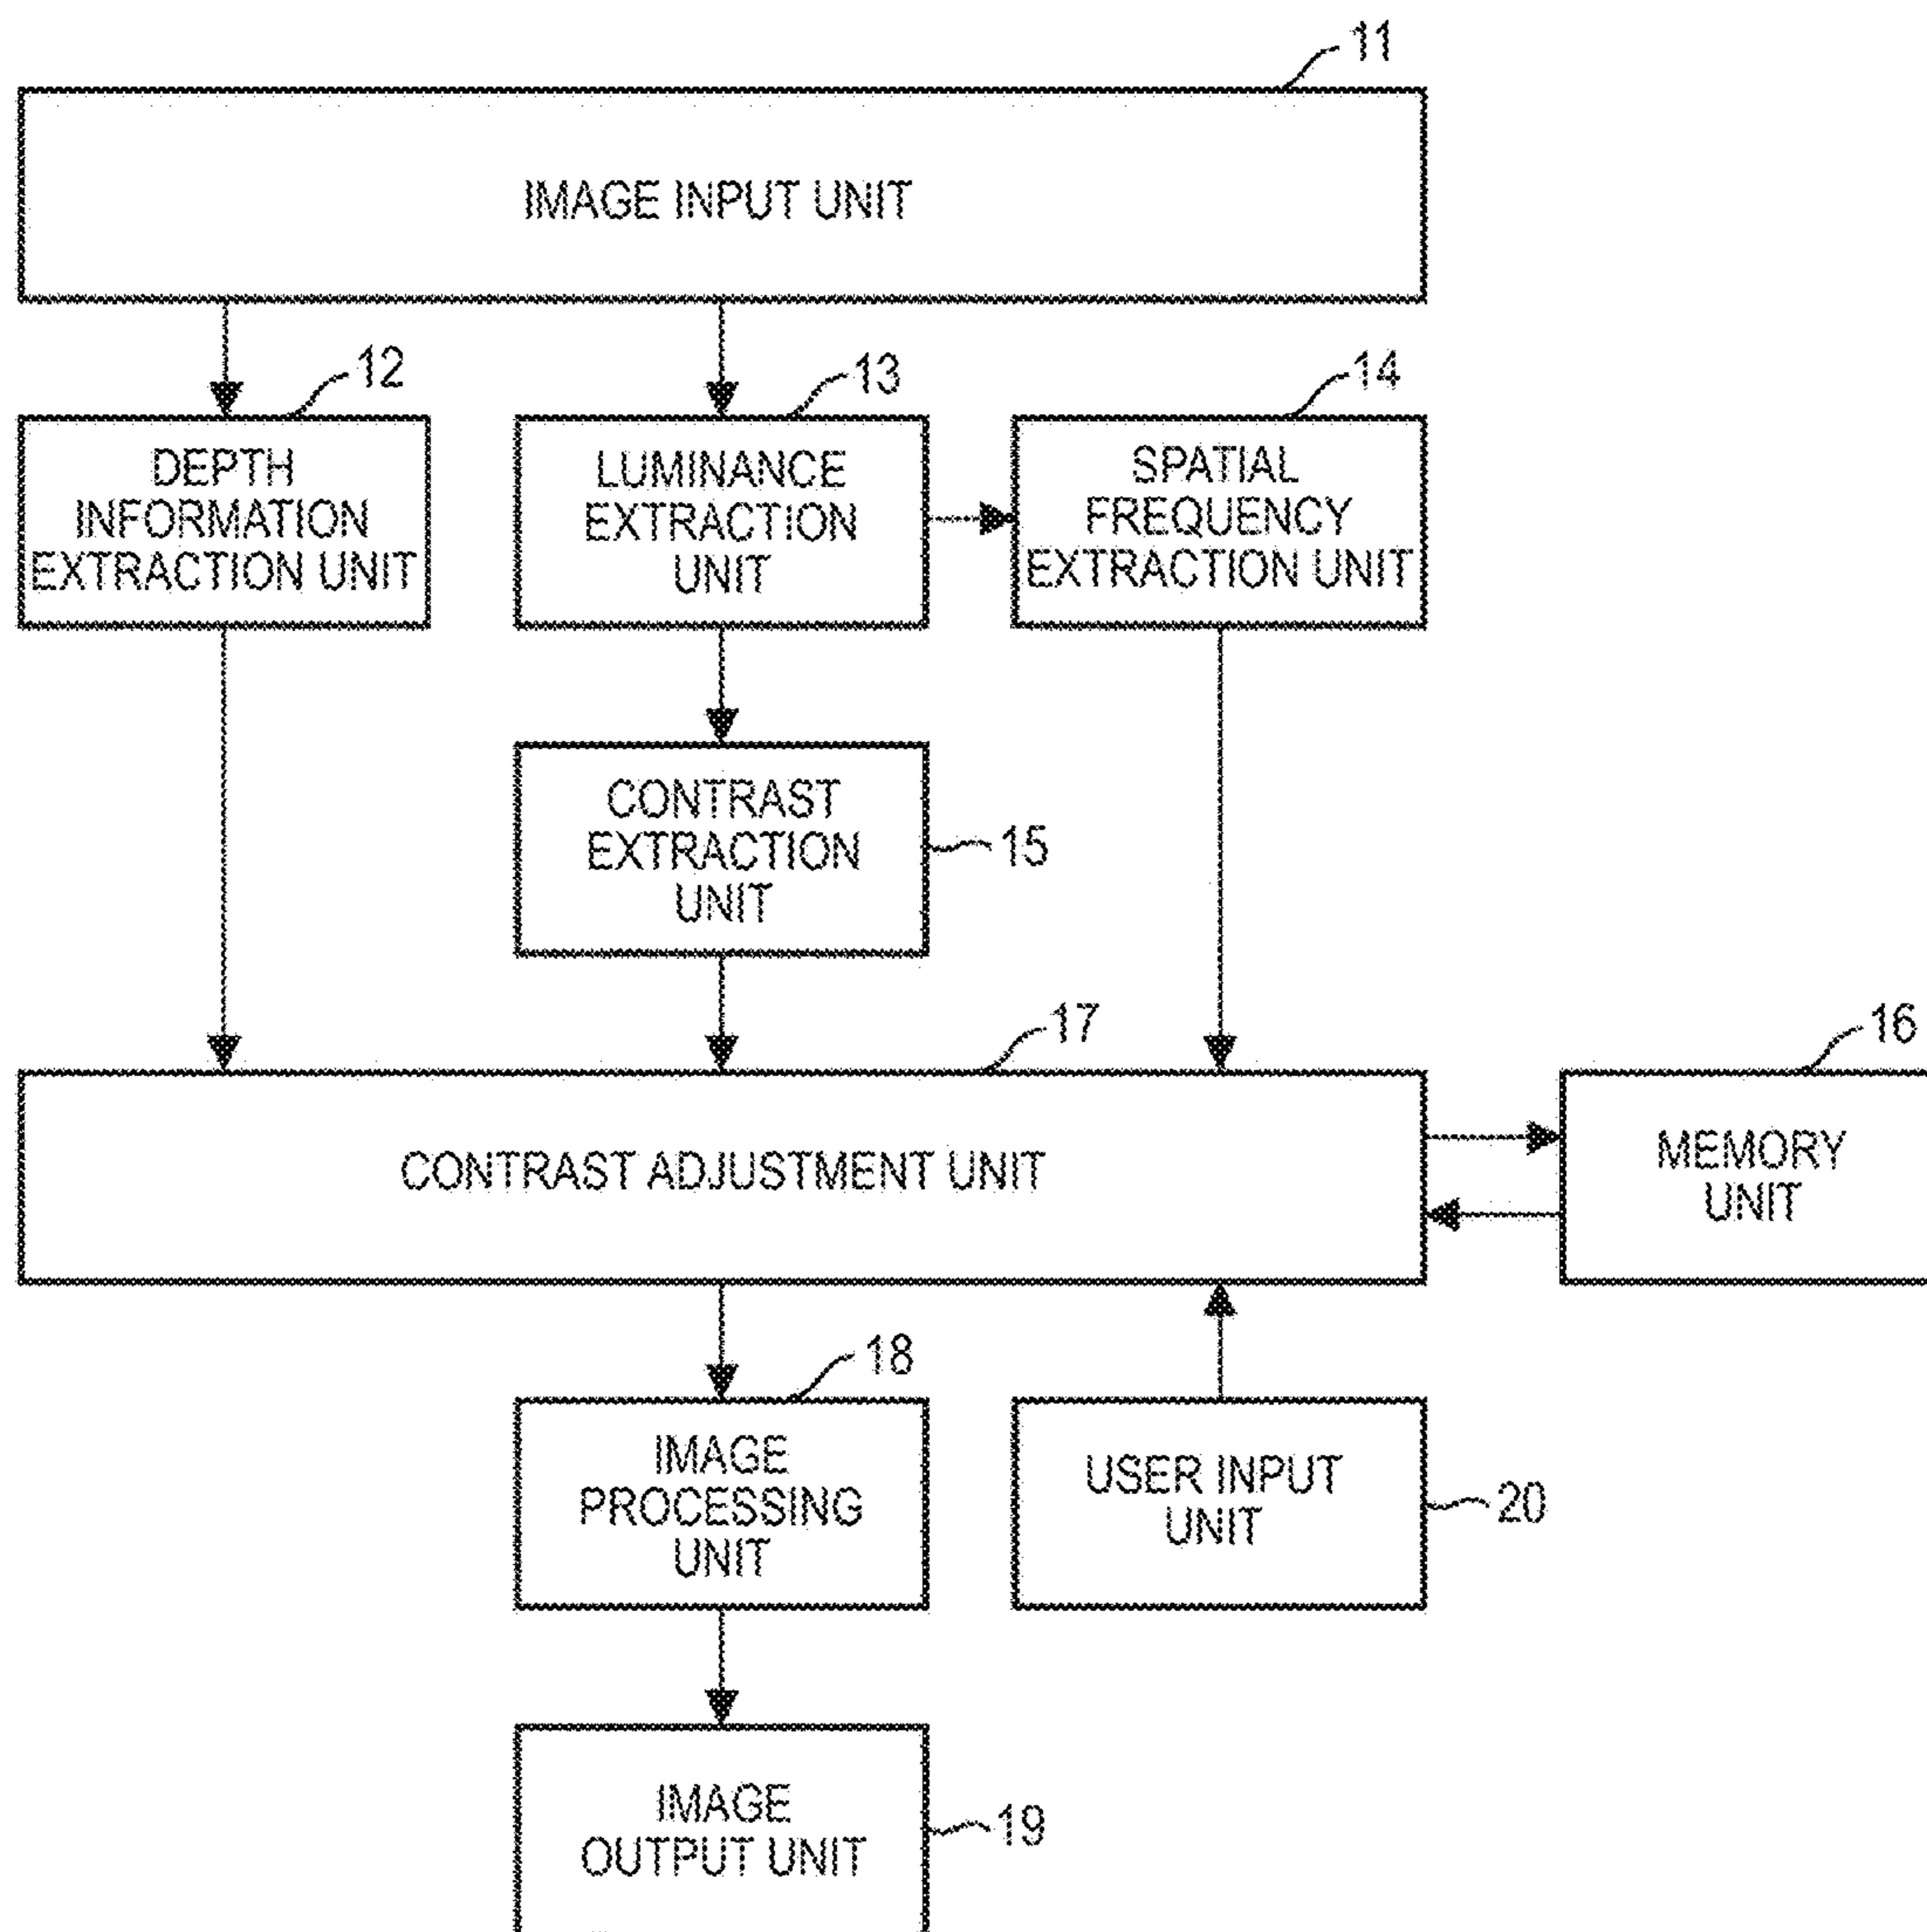 11
IMAGE INPUT UNIT
12
13
14
DEPTH
INFORMATION
EXTRACTION UNIT
LUMINANCE
EXTRACTION
UNIT
SPATIAL
FREQUENCY
EXTRACTION UNIT
CONTRAST
EXTRACTION
UNIT
15
17
16
CONTRAST ADJUSTMENT UNIT
MEMORY
UNIT
18
IMAGE
PROCESSING
UNIT
USER INPUT
UNIT
20
IMAGE
OUTPUT UNIT
19